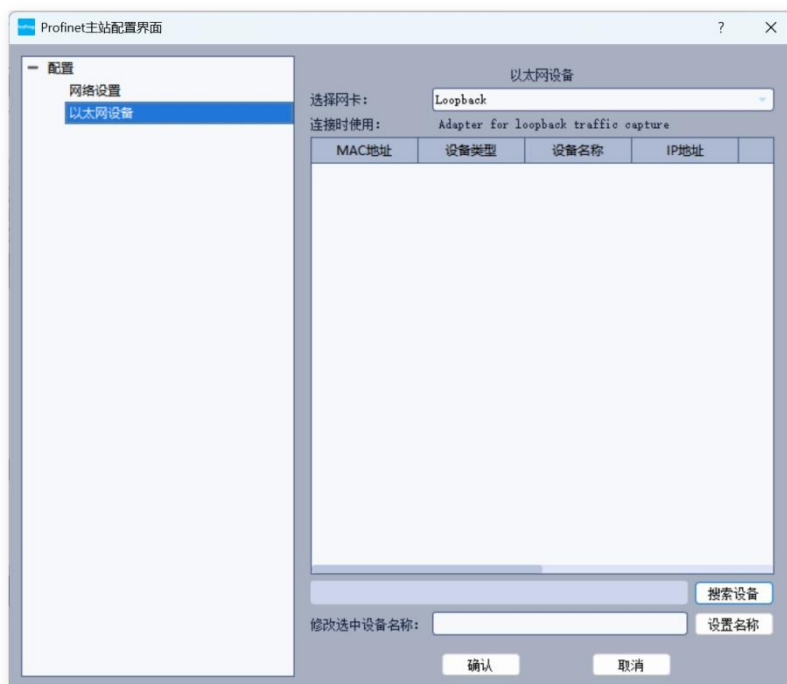 Profinet主站配置界面
配置
网络设置
以太网设备
以太网设备
选择网卡： Loopback
连接时使用： Adapter for loopback traffic capture
MAC地址 设备类型 设备名称 IP地址
搜索设备
修改选中设备名称： 设置名称
确认 取消